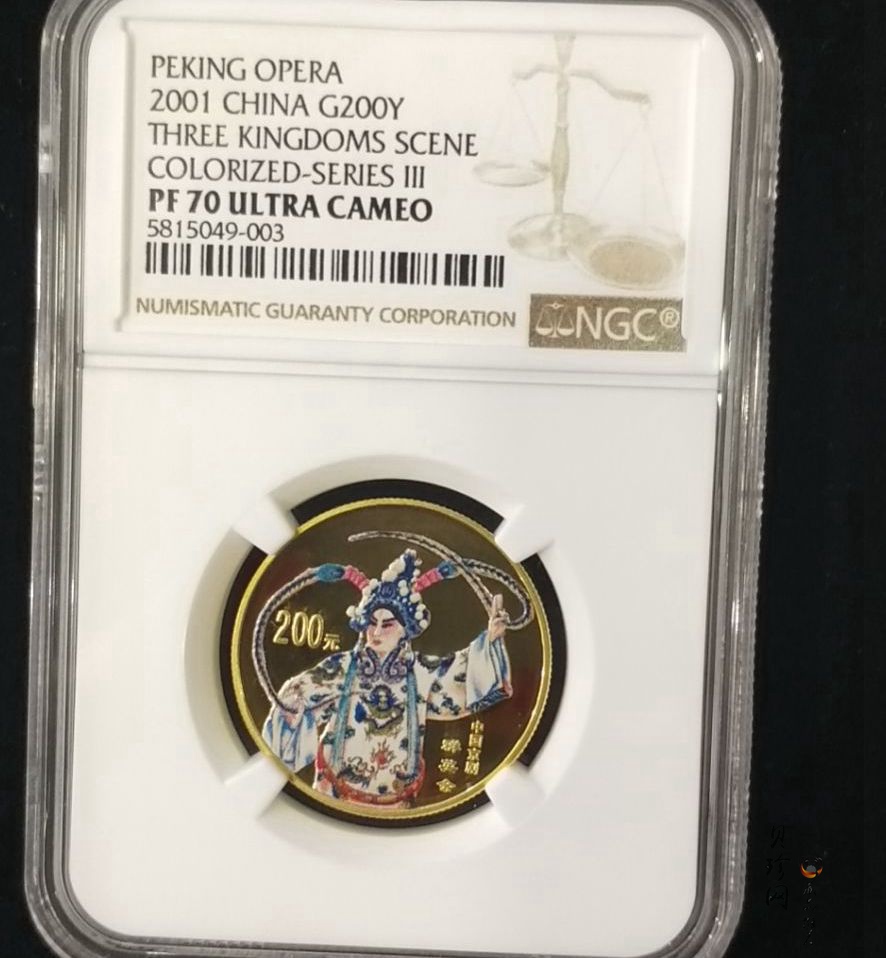 PEKING OPERA
2001 CHINA G200Y
THREE KINGDOMS SCENE
COLORIZED-SERIES III
PF 70 ULTRA CAMEO
5815049-003
NUMISMATIC GUARANTY CORPORATION
NGC®
200元
中国京剧
群英会